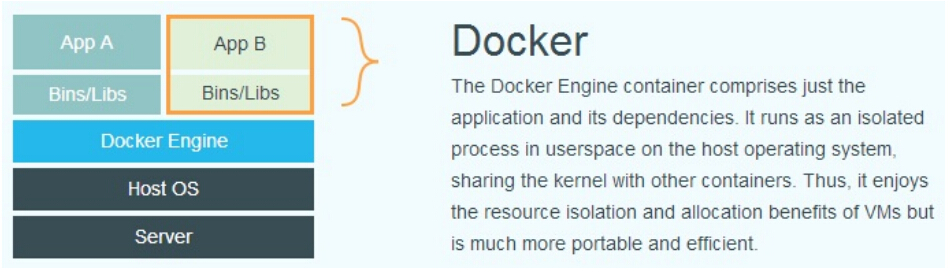 App A
App B
Bins/Libs
Bins/Libs
Docker Engine
Host OS
Server
Docker
The Docker Engine container comprises just the
application and its dependencies. It runs as an isolated
process in userspace on the host operating system,
sharing the kernel with other containers. Thus, it enjoys
the resource isolation and allocation benefits of VMs but
is much more portable and efficient.